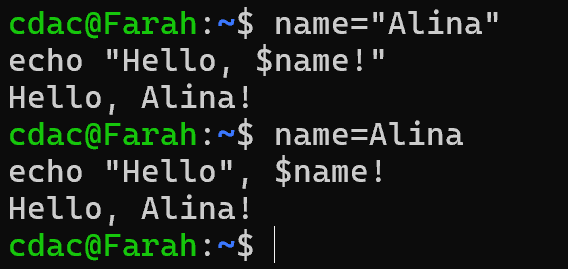 cdac@Farah:~$ name="Alina"
echo "Hello, $name!"
Hello, Alina!
cdac@Farah:~$ name=Alina
echo "Hello", $name!
Hello, Alina!
cdac@Farah:~$